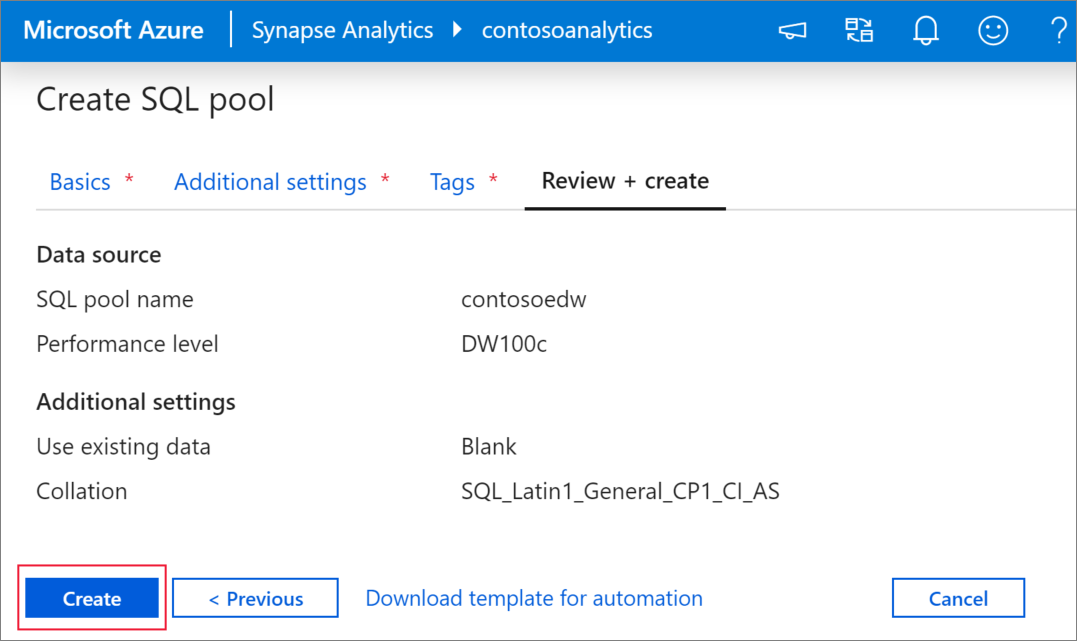 Microsoft Azure Synapse Analytics contosoanalytics ?
Create SQL pool
Basics * Additional settings * Tags * Review + create
Data source
SQL pool name contosoedw
Performance level DW100c
Additional settings
Use existing data Blank
Collation SQL_Latin1_General_CP1_CI_AS
Create < Previous Download template for automation Cancel